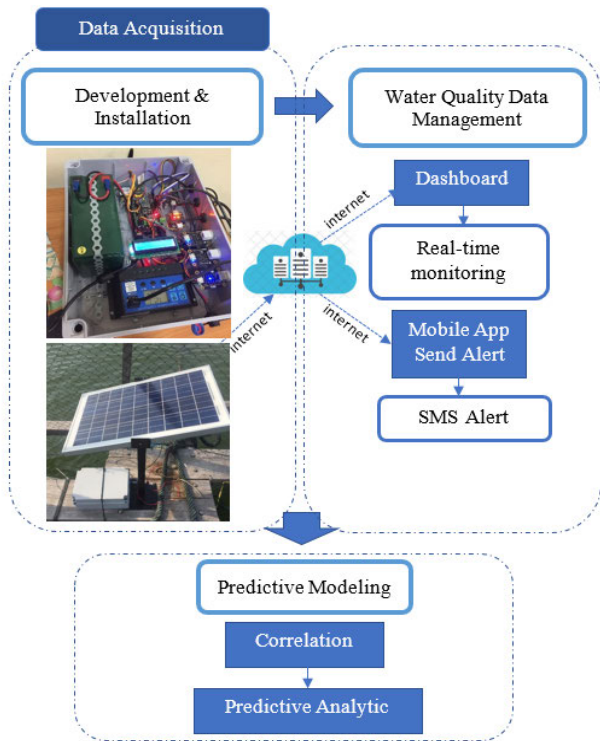 Data Acquisition
Development &
Installation
Water Quality Data
Management
Dashboard
internet
Real-time
monitoring
internet
internet
Mobile App
Send Alert
SMS Alert
Predictive Modeling
Correlation
Predictive Analytic